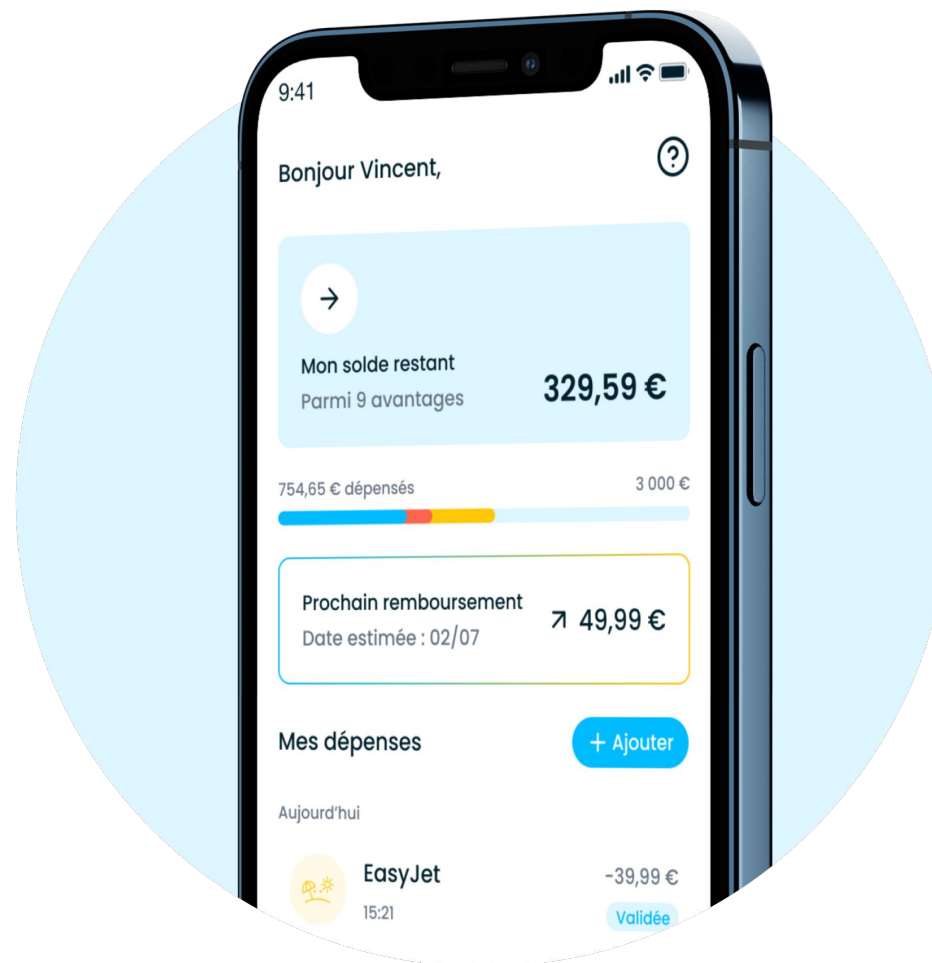 9:41
Bonjour Vincent,
?
Mon solde restant
Parmi 9 avantages
329,59 €
754,65 € dépensés
3 000 €
Prochain remboursement
Date estimée : 02/07
49,99 €
Mes dépenses
+ Ajouter
Aujourd'hui
EasyJet
-39,99 €
15:21
Validée